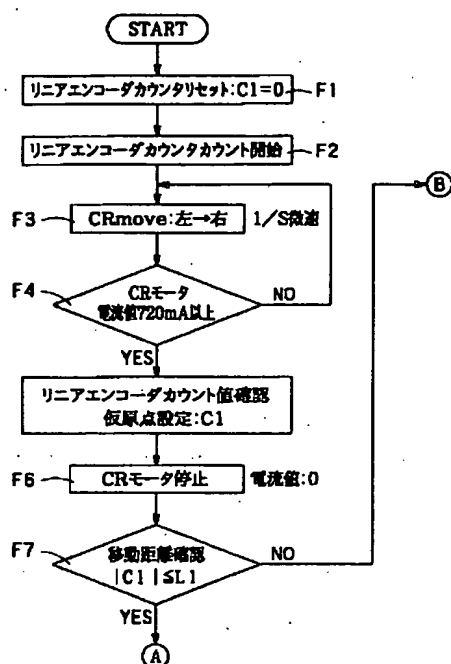 START
リニアエンコーダカウンタリセット:C1=0 F1
リニアエンコーダカウンタカウント開始 F2
B
F3 CRmove:左→右 1/S微速
F4 CRモータ
電流値720mA以上
NO
YES
リニアエンコーダカウント値確認
仮原点設定:C1
F6 CRモータ停止 電流値:0
F7 移動距離確認
|C1|≦L1
NO
YES
A